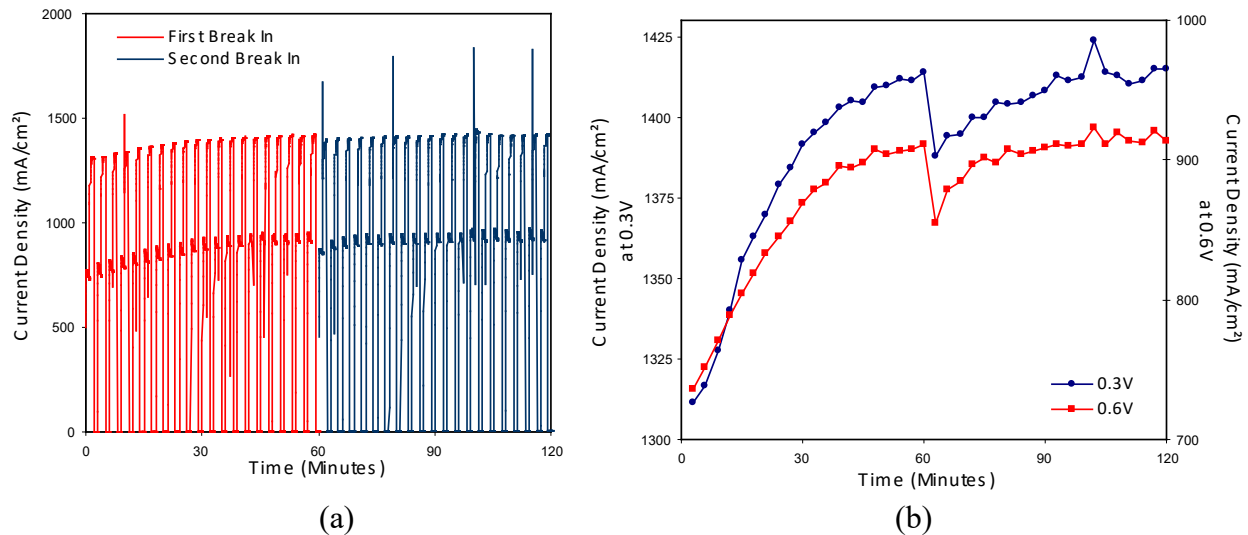 2000
1500
1000
500
0
Current Density (mA/cm²)
First Break In
Second Break In
0
30
60
90
120
Time (Minutes)
(a)
1425
1400
1375
1350
1325
1300
Current Density (mA/cm²)
at 0.3V
1000
900
800
700
Current Density (mA/cm²)
at 0.6V
0.3V
0.6V
0
30
60
90
120
Time (Minutes)
(b)